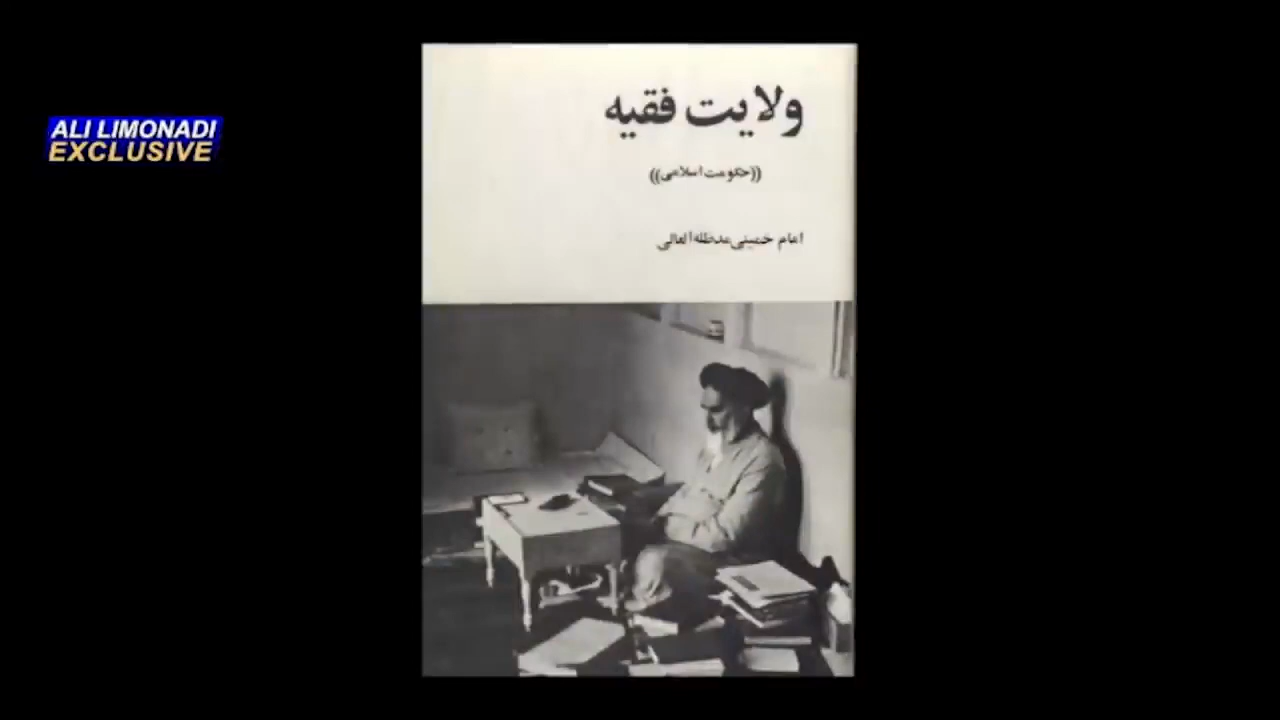 ALI LIMONADI
EXCLUSIVE
ولایت فقیه
((حکومت اسلامی))
امام خمینی مدظله العالی